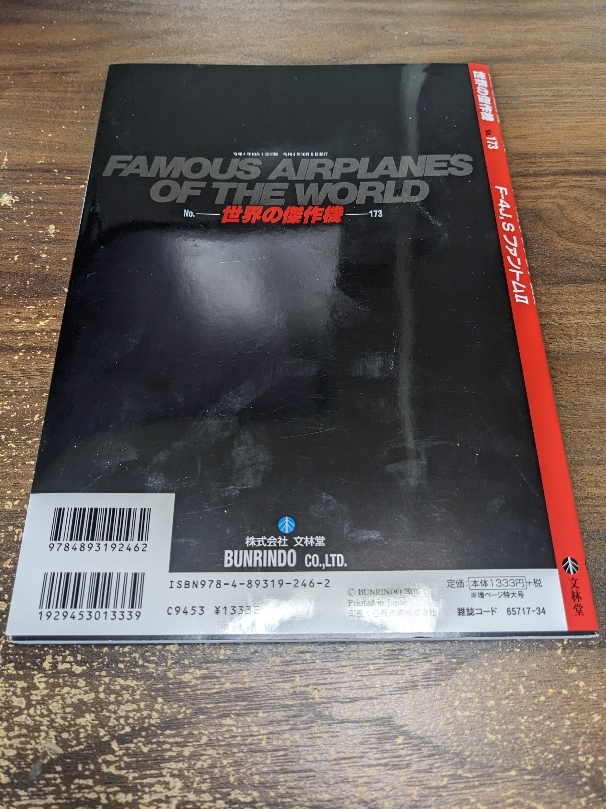 FAMOUS AIRPLANES
OF THE WORLD
No. 世界の傑作機 173
世界の傑作機 No. 173
F-4J, S ファントムII
文林堂
9784893192462
1929453013339
株式会社 文林堂
BUNRINDO CO.,LTD.
ISBN978-4-89319-246-2
C9453 ¥1333E
© BUNRINDO
Printed in Japan
定価: 本体1333円+税
※増ページ特大号
雑誌コード 65717-34